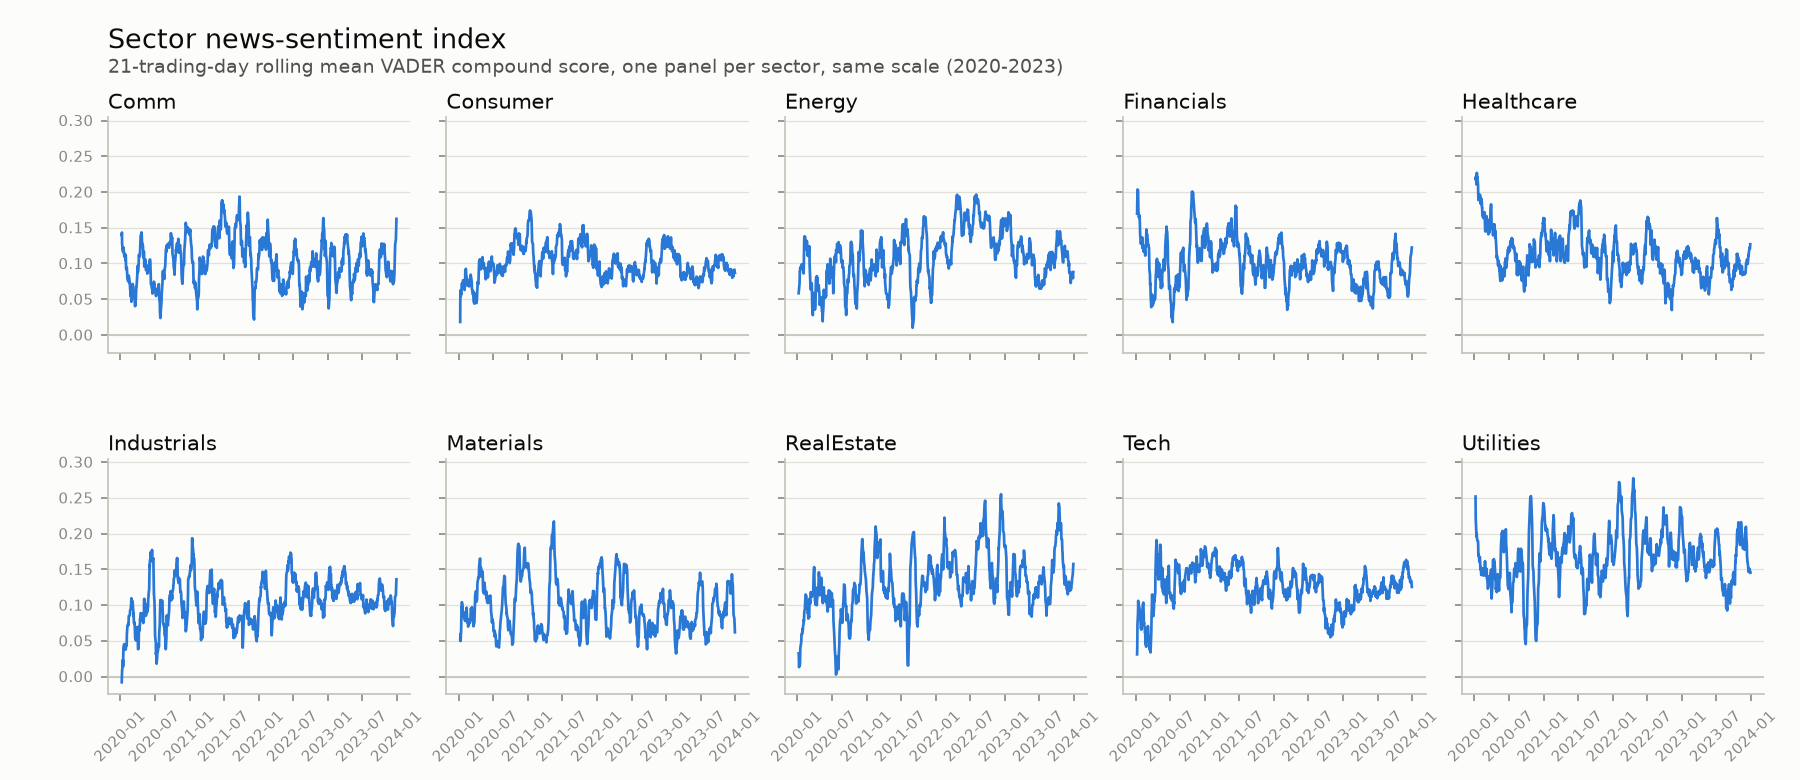 Sector news-sentiment index
21-trading-day rolling mean VADER compound score, one panel per sector, same scale (2020-2023)
Comm Consumer Energy Financials Healthcare
0.30
0.25
0.20
0.15
0.10
0.05
0.00
Industrials Materials RealEstate Tech Utilities
0.30
0.25
0.20
0.15
0.10
0.05
0.00
2020-01 2020-07 2021-01 2021-07 2022-01 2022-07 2023-01 2023-07 2024-01 2020-01 2020-07 2021-01 2021-07 2022-01 2022-07 2023-01 2023-07 2024-01 2020-01 2020-07 2021-01 2021-07 2022-01 2022-07 2023-01 2023-07 2024-01 2020-01 2020-07 2021-01 2021-07 2022-01 2022-07 2023-01 2023-07 2024-01 2020-01 2020-07 2021-01 2021-07 2022-01 2022-07 2023-01 2023-07 2024-01